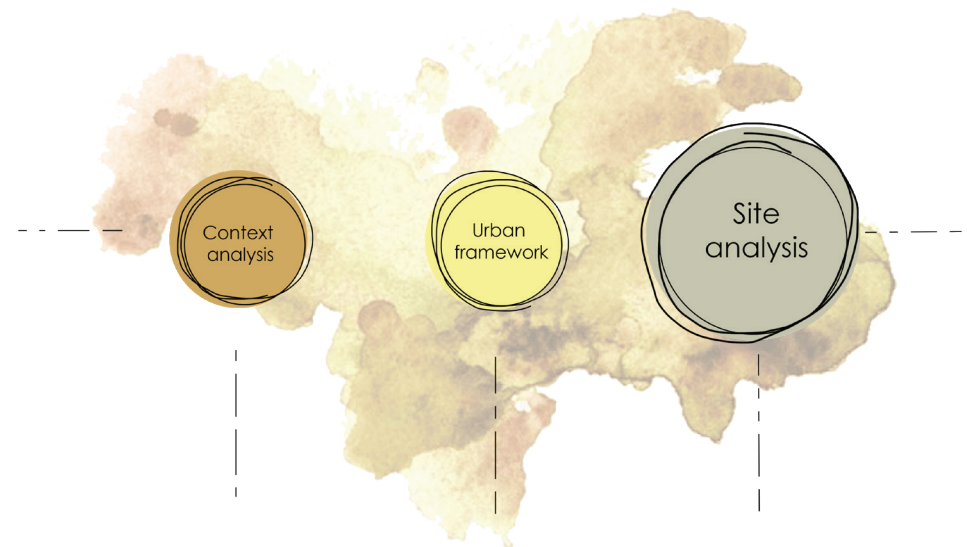 Context
analysis
Urban
framework
Site
analysis